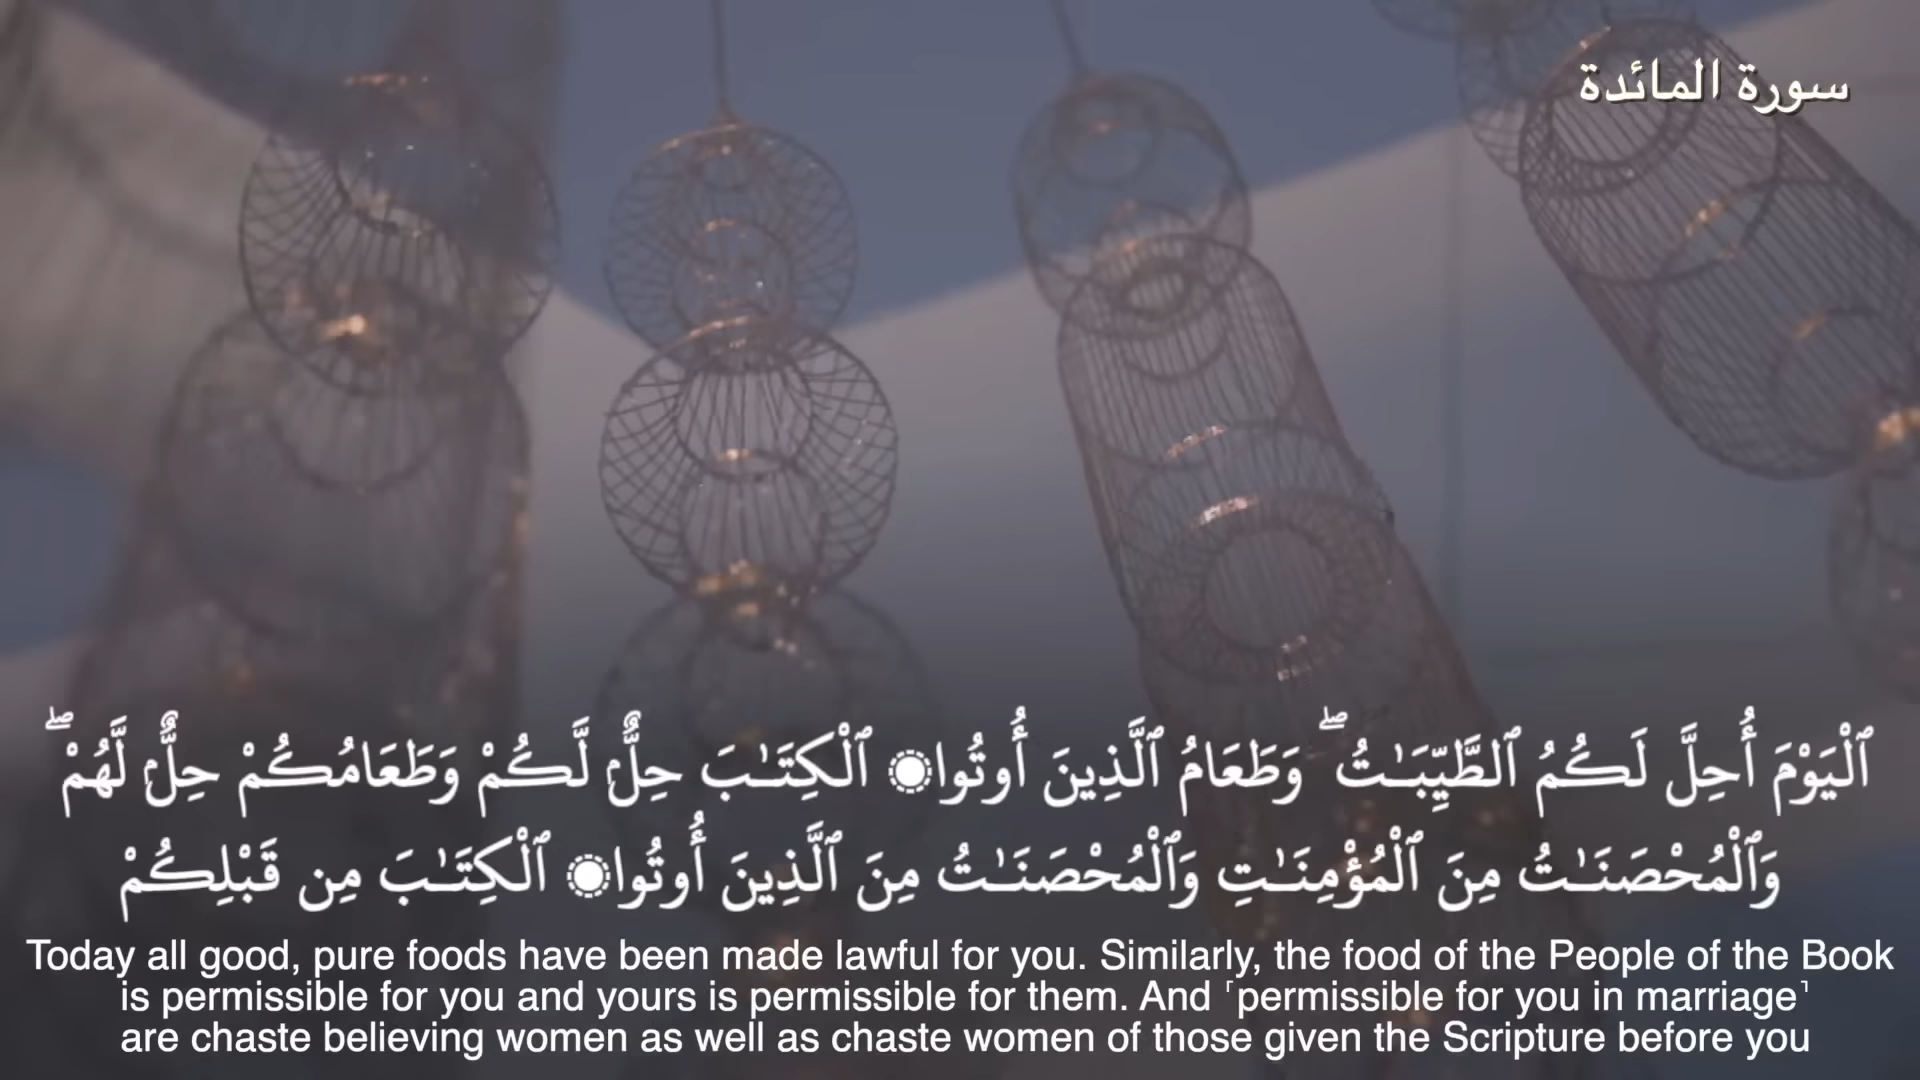 سورة المائدة
ٱلْيَوْمَ أُحِلَّ لَكُمُ ٱلطَّيِّبَـٰتُ ۖ وَطَعَامُ ٱلَّذِينَ أُوتُوا۟ ٱلْكِتَـٰبَ حِلٌّۭ لَّكُمْ وَطَعَامُكُمْ حِلٌّۭ لَّهُمْ ۖ
وَٱلْمُحْصَنَـٰتُ مِنَ ٱلْمُؤْمِنَـٰتِ وَٱلْمُحْصَنَـٰتُ مِنَ ٱلَّذِينَ أُوتُوا۟ ٱلْكِتَـٰبَ مِن قَبْلِكُمْ
Today all good, pure foods have been made lawful for you. Similarly, the food of the People of the Book
is permissible for you and yours is permissible for them. And ˹permissible for you in marriage˺
are chaste believing women as well as chaste women of those given the Scripture before you